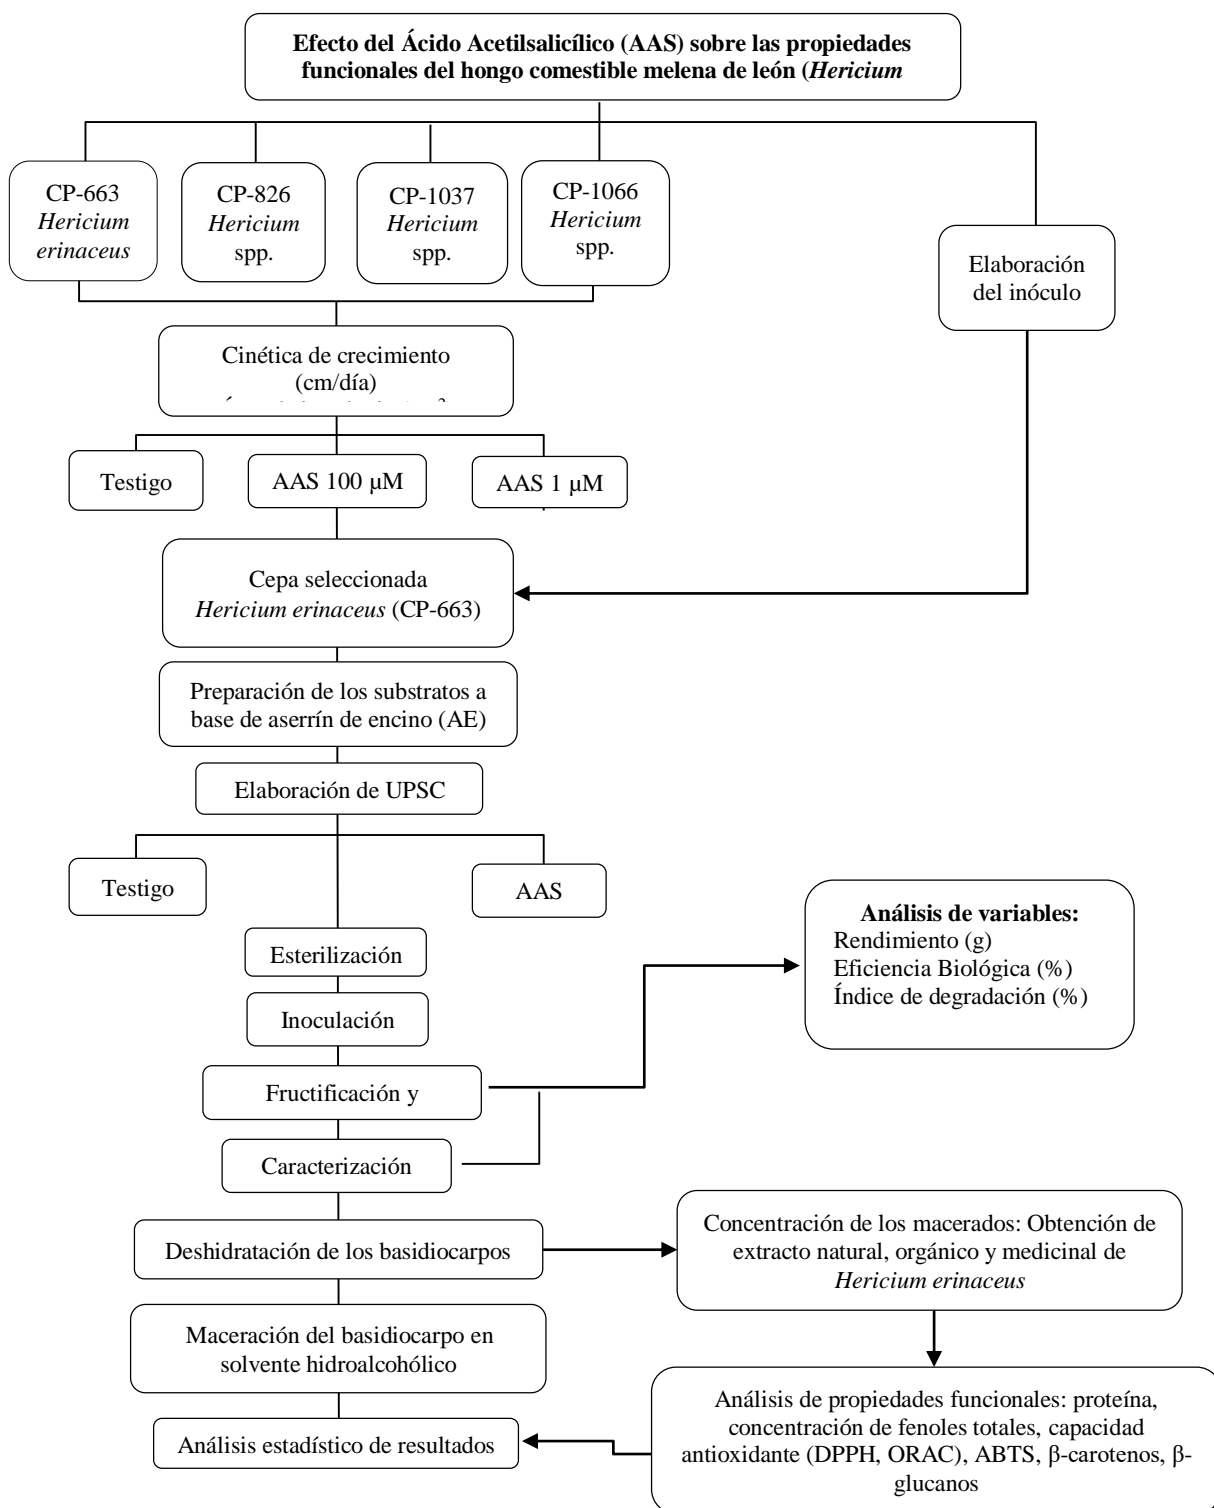 Efecto del Ácido Acetilsalicílico (AAS) sobre las propiedades
funcionales del hongo comestible melena de león (Hericium
CP-663
Hericium
erinaceus
CP-826
Hericium
spp.
CP-1037
Hericium
spp.
CP-1066
Hericium
spp.
Elaboración
del inóculo
Cinética de crecimiento
(cm/día)
Testigo
AAS 100 µM
AAS 1 µM
Cepa seleccionada
Hericium erinaceus (CP-663)
Preparación de los substratos a
base de aserrín de encino (AE)
Elaboración de UPSC
Testigo
AAS
Esterilización
Inoculación
Fructificación y
Caracterización
Análisis de variables:
Rendimiento (g)
Eficiencia Biológica (%)
Índice de degradación (%)
Deshidratación de los basidiocarpos
Concentración de los macerados: Obtención de
extracto natural, orgánico y medicinal de
Hericium erinaceus
Maceración del basidiocarpo en
solvente hidroalcohólico
Análisis de propiedades funcionales: proteína,
concentración de fenoles totales, capacidad
antioxidante (DPPH, ORAC), ABTS, β-carotenos, β-
glucanos
Análisis estadístico de resultados